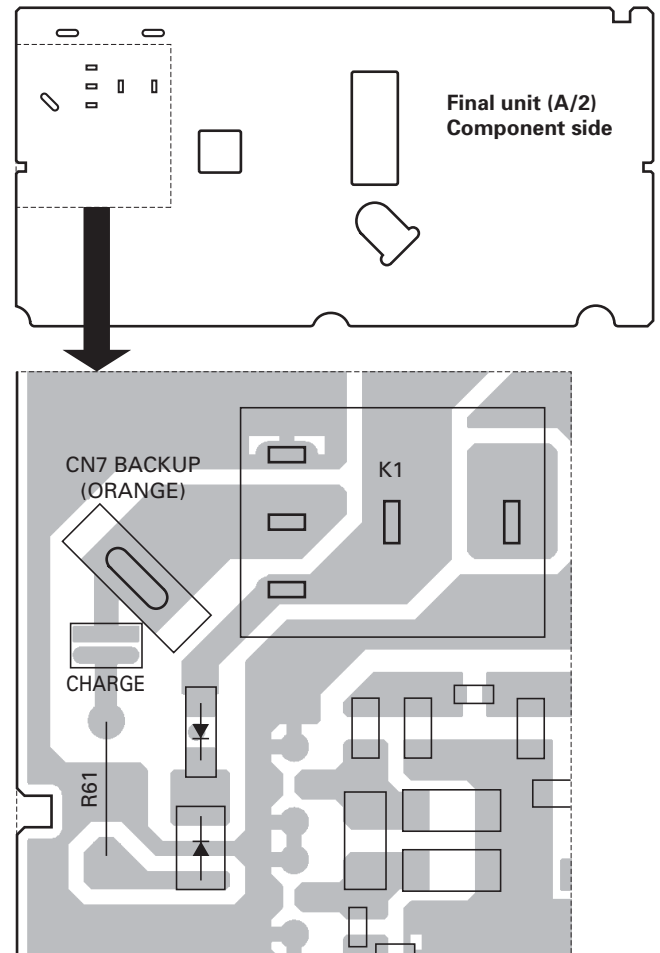 Final unit (A/2)
Component side
CN7 BACKUP
(ORANGE)
K1
CHARGE
R61